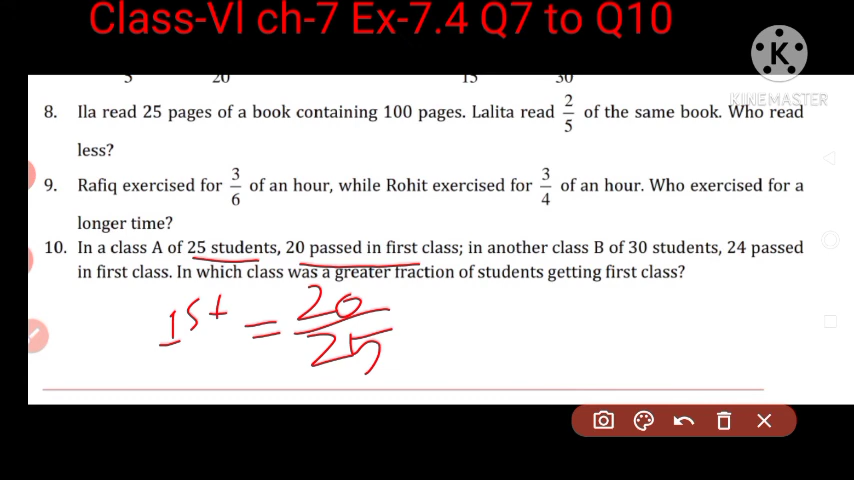 Class-VI ch-7 Ex-7.4 Q7 to Q10
K
KINEMASTER
5 20 15 30
8. Ila read 25 pages of a book containing 100 pages. Lalita read 2/5 of the same book. Who read
less?
9. Rafiq exercised for 3/6 of an hour, while Rohit exercised for 3/4 of an hour. Who exercised for a
longer time?
10. In a class A of 25 students, 20 passed in first class; in another class B of 30 students, 24 passed
in first class. In which class was a greater fraction of students getting first class?
1st = 20/25